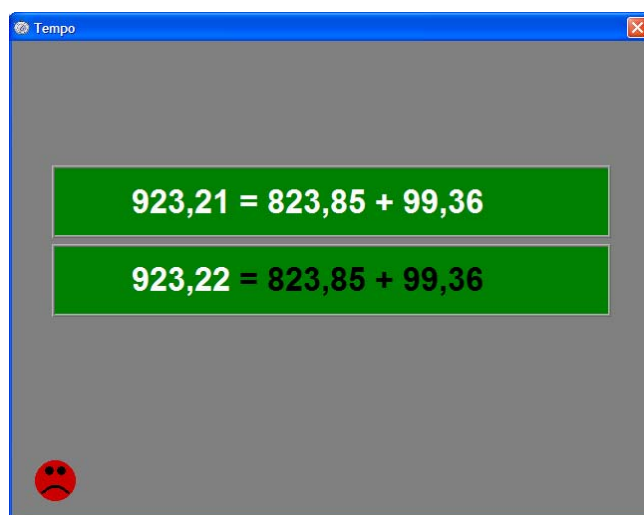 Tempo
923,21 = 823,85 + 99,36
923,22 = 823,85 + 99,36